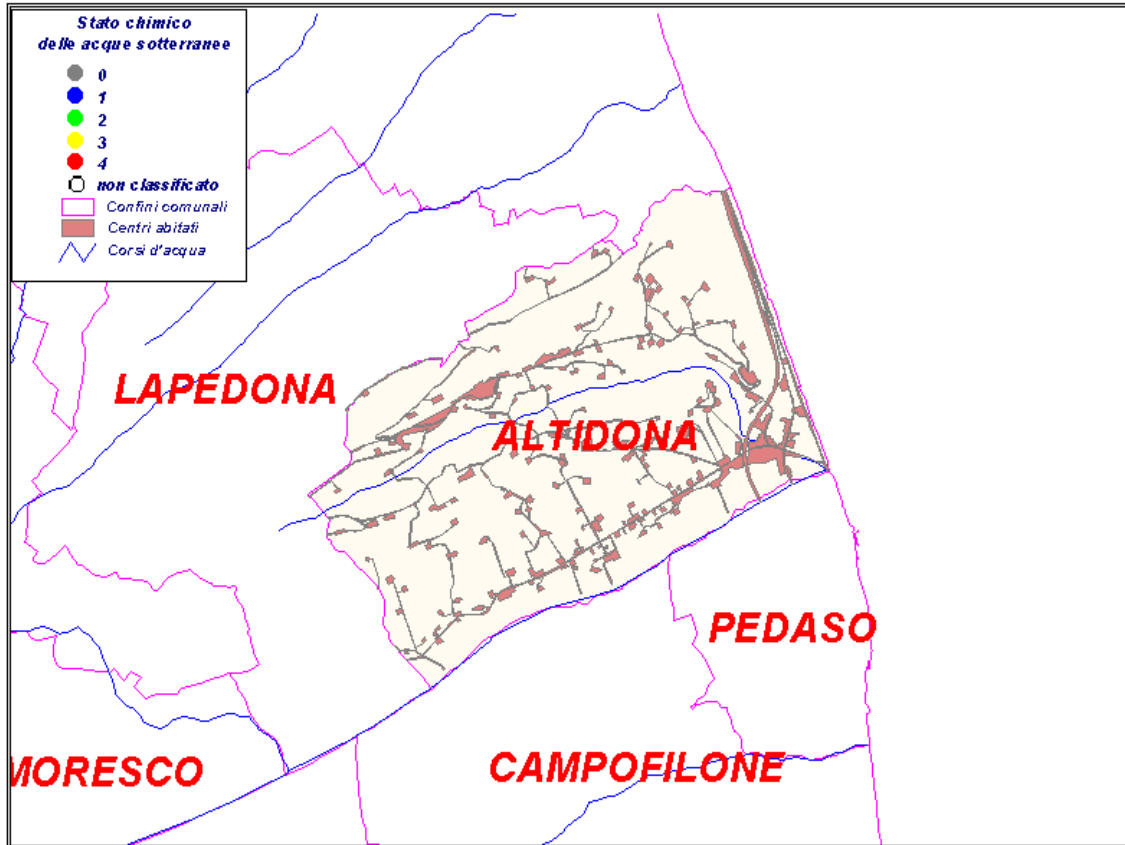 Stato chimico
delle acque sotterranee
0
1
2
3
4
non classificato
Confini comunali
Centri abitati
Corsi d'acqua
LAPEDONA
ALTIDONA
PEDASO
MORESCO
CAMPOFILONE